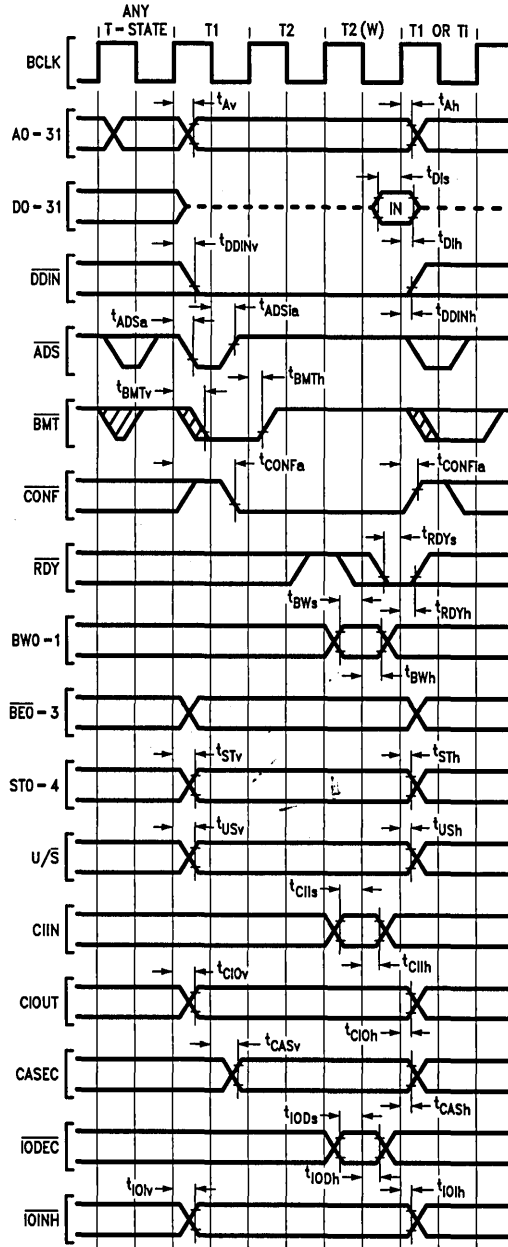 ANY
T-STATE | T1 | T2 | T2 (W) | T1 OR Ti |
BCLK
tAv
tAh
A0-31
tDIs
D0-31
IN
tDIh
tDDINv
DDIN
tDDINh
tADSa
tADSia
ADS
tBMTv
tBMTh
BMT
tCONFa
tCONFia
CONF
tRDYs
RDY
tRDYh
tBWs
BW0-1
tBWh
BE0-3
tSTv
tSTh
ST0-4
tUSv
tUSh
U/S
tCIIs
CIIN
tCIIh
tCIOv
CIOUT
tCIOh
tCASv
CASEC
tCASh
tIODs
IODEC
tIODh
tIOIv
tIOIh
IOINH